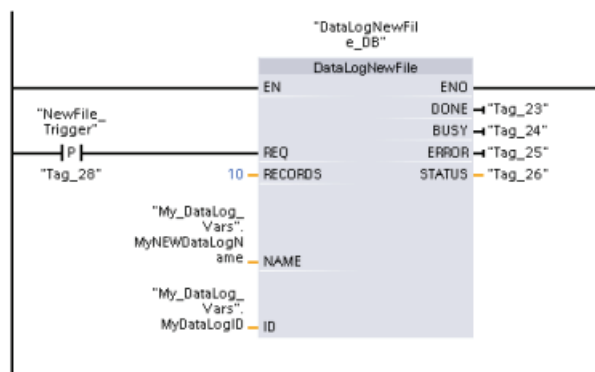 "DataLogNewFil
e_DB"
DataLogNewFile
EN ENO
DONE "Tag_23"
"NewFile_
Trigger"
BUSY "Tag_24"
P REQ ERROR "Tag_25"
"Tag_28" 10 RECORDS STATUS "Tag_26"
"My_DataLog_
Vars".
MyNEWDataLogN
ame NAME
"My_DataLog_
Vars".
MyDataLogID ID